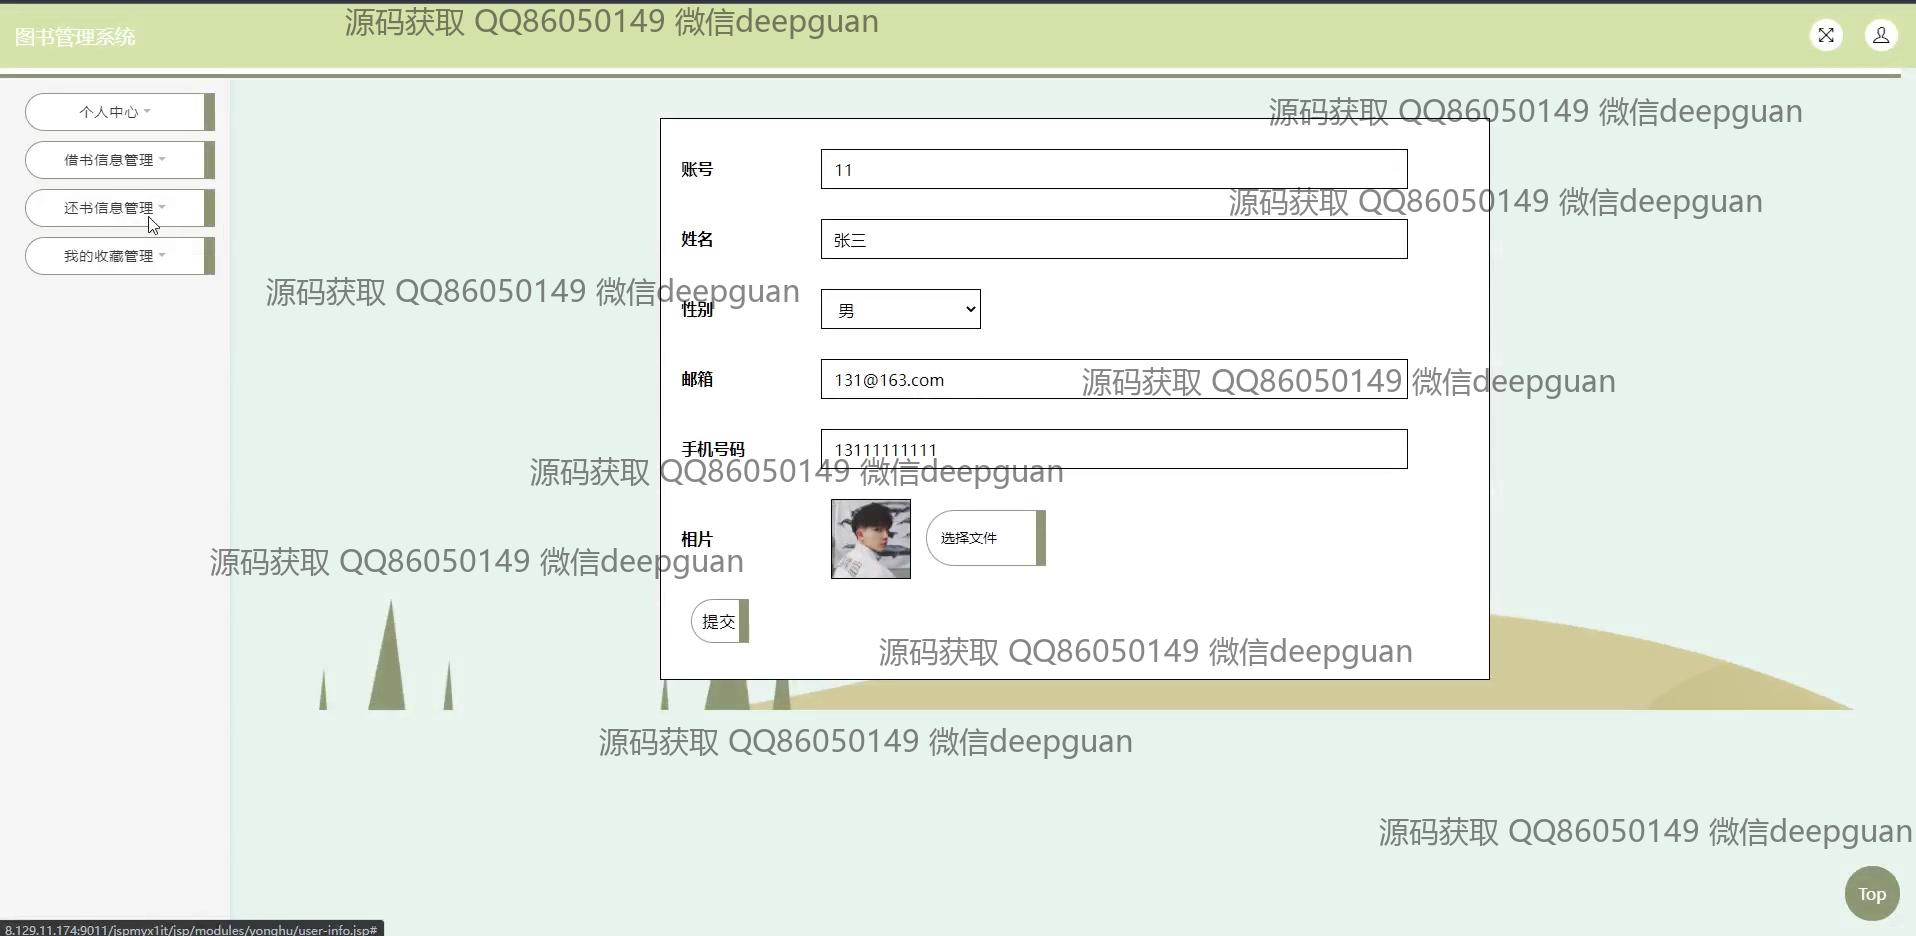 图书管理系统
源码获取 QQ86050149 微信deepguan
个人中心
借书信息管理
还书信息管理
我的收藏管理
源码获取 QQ86050149 微信deepguan
账号
11
源码获取 QQ86050149 微信deepguan
姓名
张三
源码获取 QQ86050149 微信deepguan
性别
男
邮箱
131@163.com
源码获取 QQ86050149 微信deepguan
手机号码
13111111111
源码获取 QQ86050149 微信deepguan
相片
选择文件
源码获取 QQ86050149 微信deepguan
提交
源码获取 QQ86050149 微信deepguan
源码获取 QQ86050149 微信deepguan
源码获取 QQ86050149 微信deepguan
Top
8.129.11.174:9011/jspmyx1it/jsp/modules/yonghu/user-info.jsp#